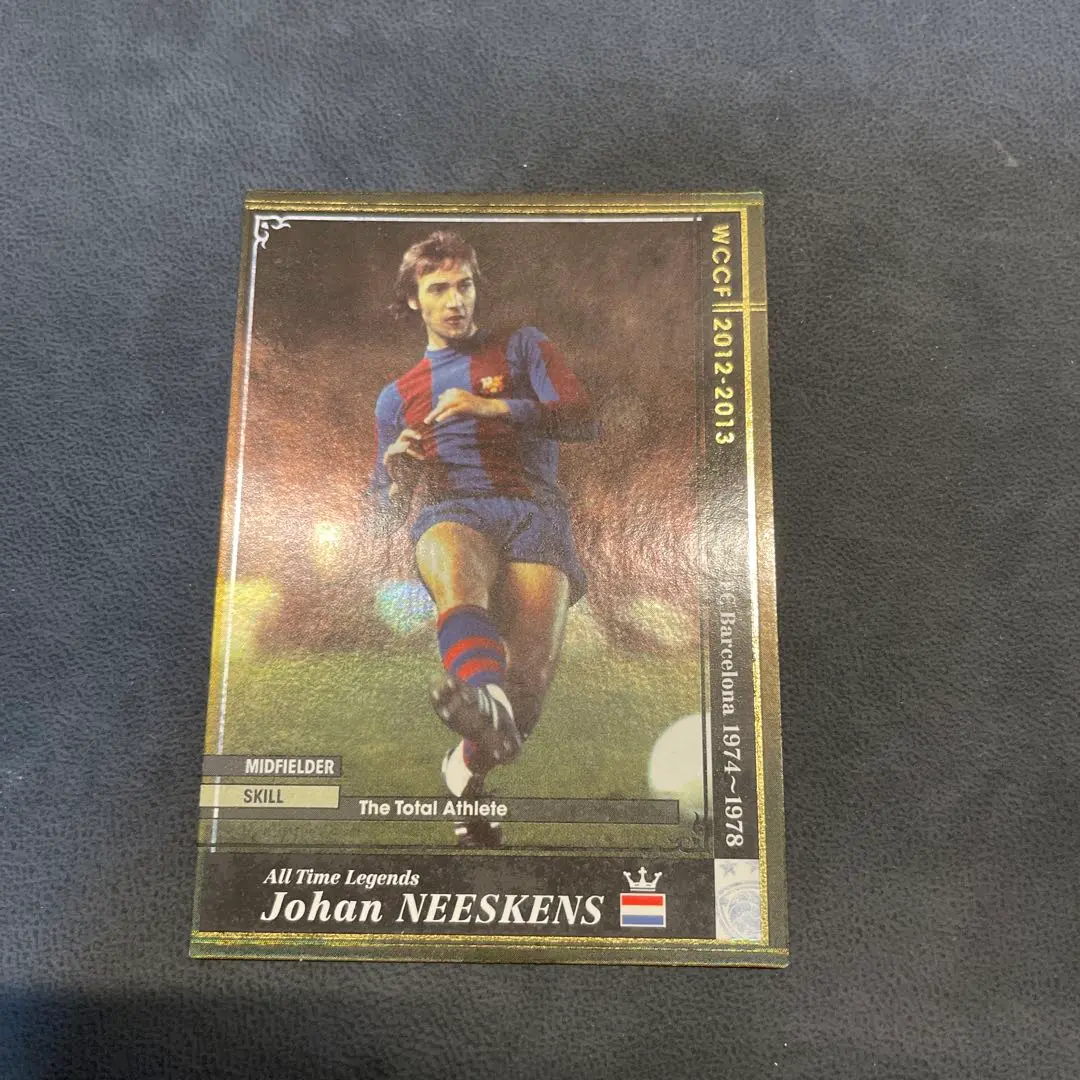 WCCF 2012-2013
FC Barcelona 1974~1978
MIDFIELDER
SKILL
The Total Athlete
All Time Legends
Johan NEESKENS